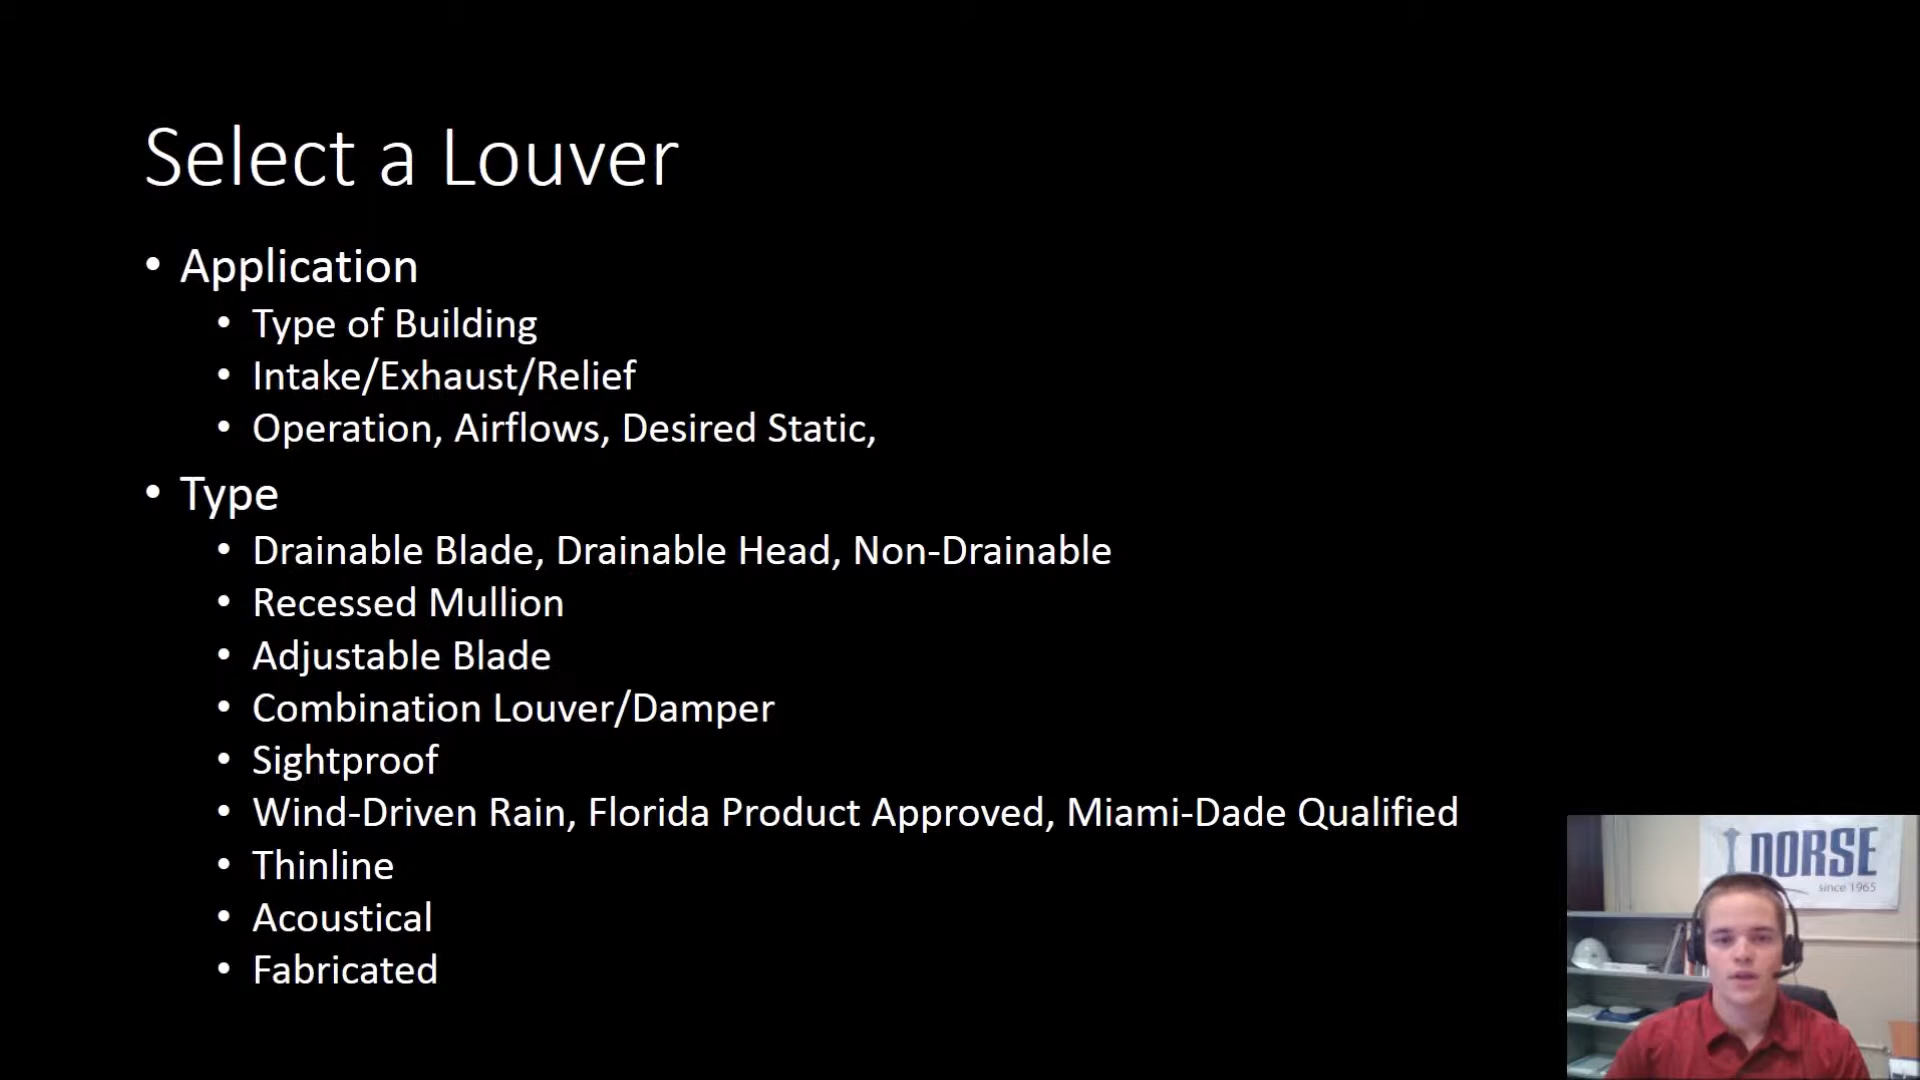 Select a Louver
• Application
• Type of Building
• Intake/Exhaust/Relief
• Operation, Airflows, Desired Static,
• Type
• Drainable Blade, Drainable Head, Non-Drainable
• Recessed Mullion
• Adjustable Blade
• Combination Louver/Damper
• Sightproof
• Wind-Driven Rain, Florida Product Approved, Miami-Dade Qualified
• Thinline
• Acoustical
• Fabricated
DORSE
since 1965